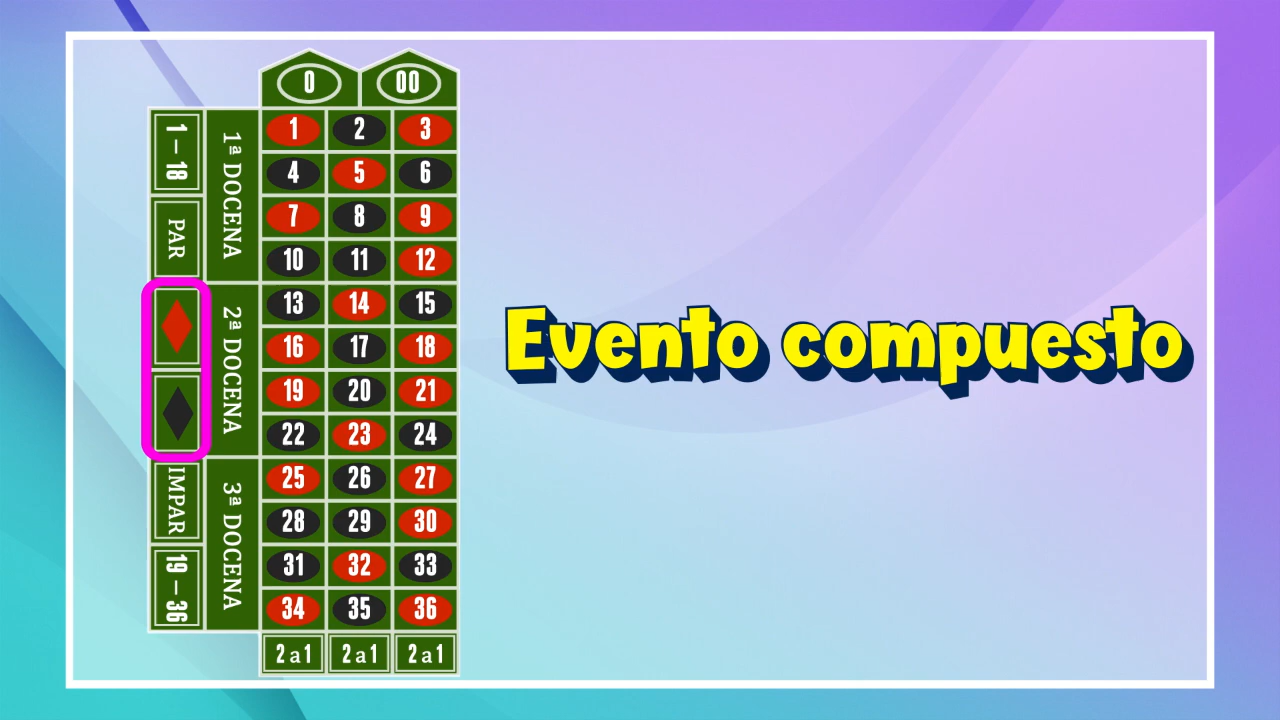 0 00
1 2 3
4 5 6
7 8 9
10 11 12
13 14 15
16 17 18
19 20 21
22 23 24
25 26 27
28 29 30
31 32 33
34 35 36
2 a 1 2 a 1 2 a 1
1ª DOCENA
2ª DOCENA
3ª DOCENA
1 – 18
PAR
IMPAR
19 – 36
Evento compuesto